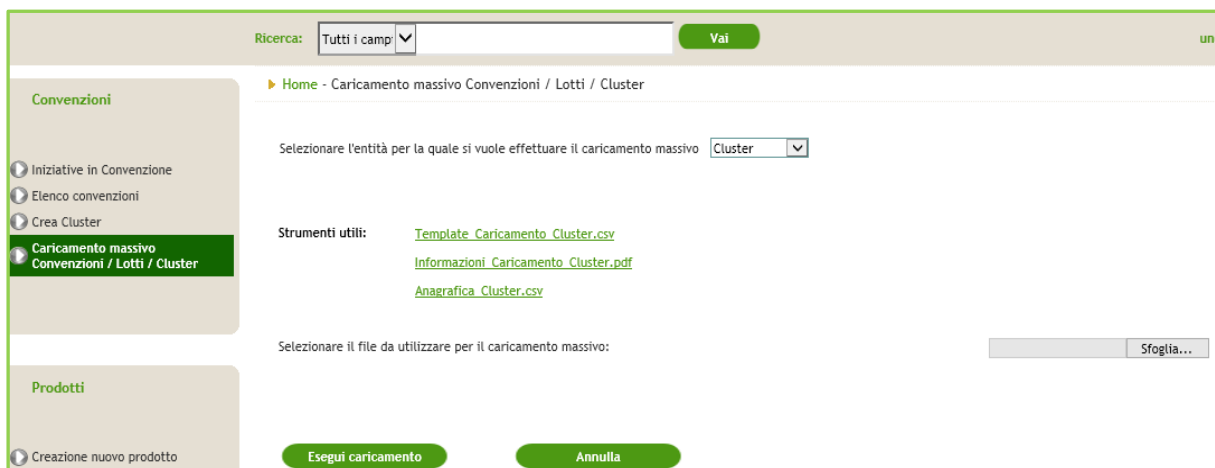 Ricerca: Tutti i camp Vai un
Home - Caricamento massivo Convenzioni / Lotti / Cluster
Convenzioni
Iniziative in Convenzione
Elenco convenzioni
Crea Cluster
Caricamento massivo
Convenzioni / Lotti / Cluster
Prodotti
Creazione nuovo prodotto
Selezionare l'entità per la quale si vuole effettuare il caricamento massivo Cluster
Strumenti utili: Template_Caricamento_Cluster.csv
Informazioni_Caricamento_Cluster.pdf
Anagrafica_Cluster.csv
Selezionare il file da utilizzare per il caricamento massivo: Sfoglia...
Esegui caricamento Annulla